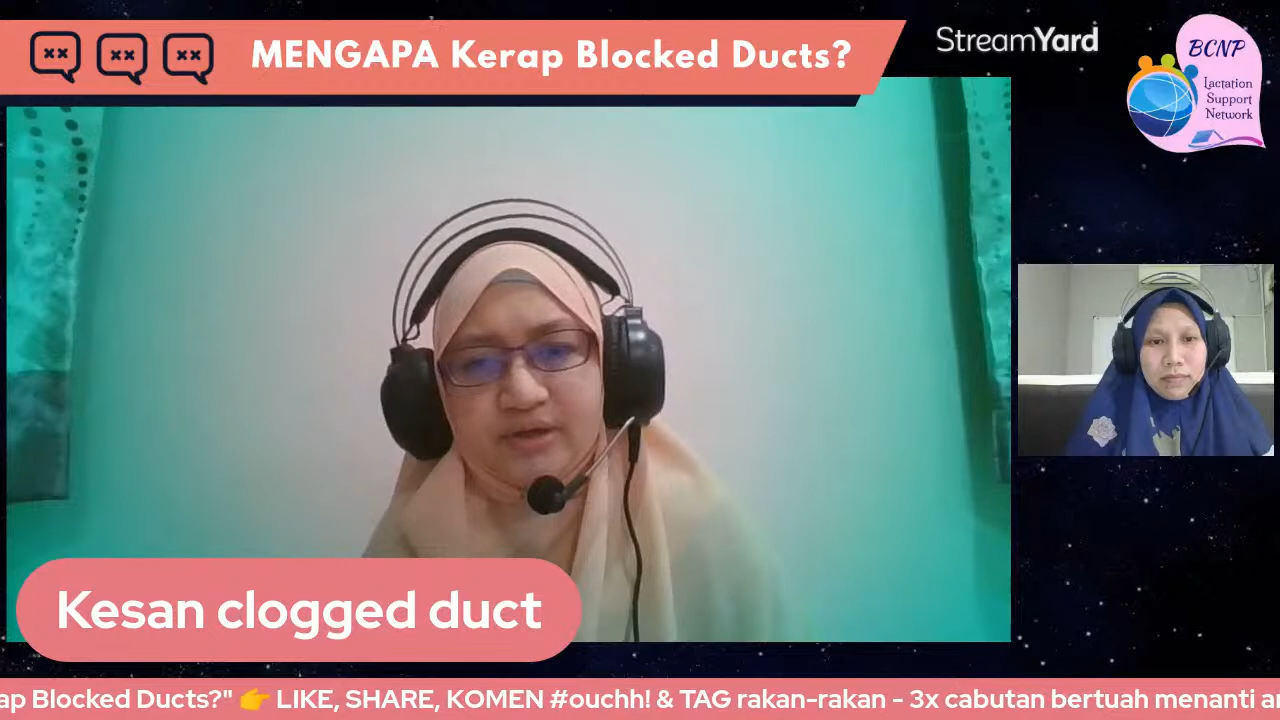 MENGAPA Kerap Blocked Ducts?
StreamYard
BCNP
Lactation
Support
Network
Kesan clogged duct
ap Blocked Ducts?" 👉 LIKE, SHARE, KOMEN #ouchh! & TAG rakan-rakan - 3x cabutan bertuah menanti